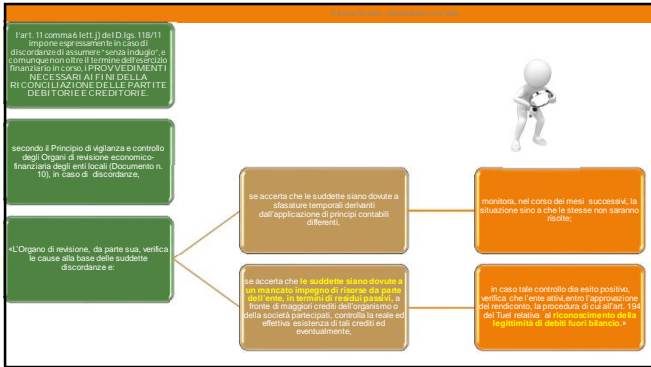 l'art. 11 comma 6 lett. j) del D.lgs. 118/11
impone espressamente in caso di
discordanze di assumere "senza indugio", e
comunque non oltre il termine dell'esercizio
finanziario in corso, i PROVVEDIMENTI
NECESSARI AI FINI DELLA
RICONCILIAZIONE DELLE PARTITE
DEBITORIE E CREDITORIE.
secondo il Principio di vigilanza e controllo
degli Organi di revisione economico-
finanziaria degli enti locali (Documento n.
10), in caso di discordanze,
«L'Organo di revisione, da parte sua, verifica
le cause alla base delle suddette
discordanze e:
se accerta che le suddette siano dovute a
sfasature temporali derivanti
dall'applicazione di principi contabili
differenti,
monitora, nel corso dei mesi successivi, la
situazione sino a che le stesse non saranno
risolte;
se accerta che le suddette siano dovute a
un mancato impegno di risorse da parte
dell'ente, in termini di residui passivi, a
fronte di maggiori crediti dell'organismo o
della società partecipati, controlla la reale ed
effettiva esistenza di tali crediti ed
eventualmente,
in caso tale controllo dia esito positivo,
verifica che l'ente attivi,entro l'approvazione
del rendiconto, la procedura di cui all'art. 194
del Tuel relativa al riconoscimento della
legittimità di debiti fuori bilancio.»